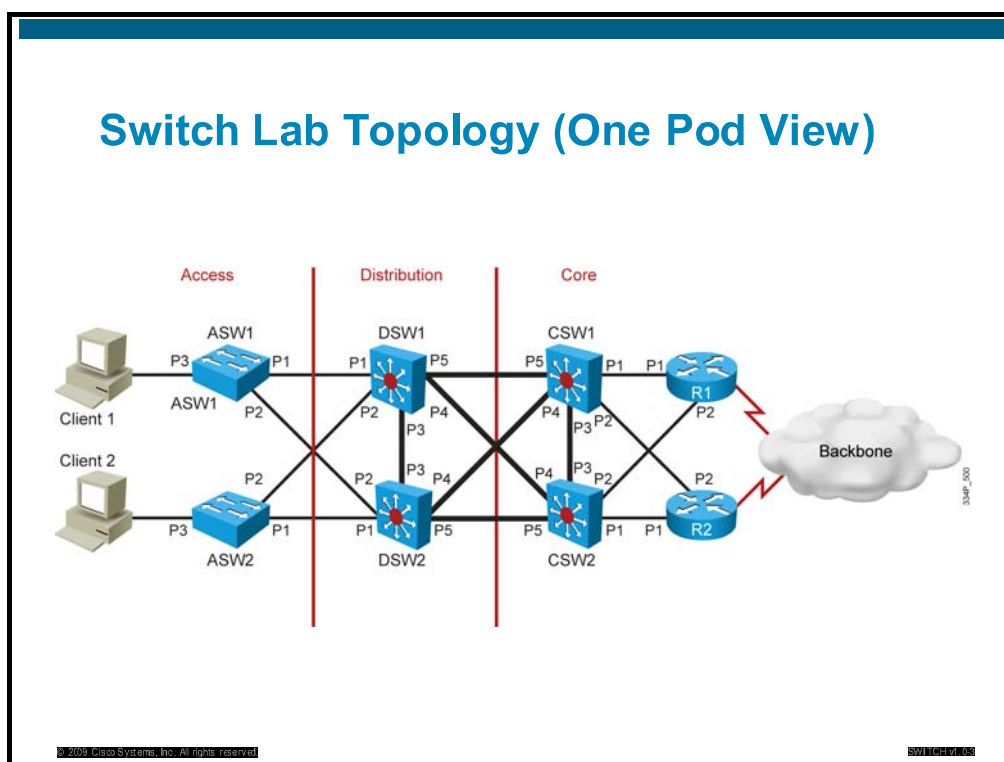 Switch Lab Topology (One Pod View)
Access
Distribution
Core
ASW1
DSW1
CSW1
P3
P1
P1
P5
P5
P1
P1
R1
Client 1
ASW1
P2
P2
P4
P4
P2
P2
P3
P3
Backbone
Client 2
P2
P2
P3
P4
P4
P3
P2
P2
P3
P1
P1
P5
P5
P1
P1
R2
ASW2
DSW2
CSW2
334P_500
© 2009 Cisco Systems, Inc. All rights reserved.
SWITCH v1.0-3